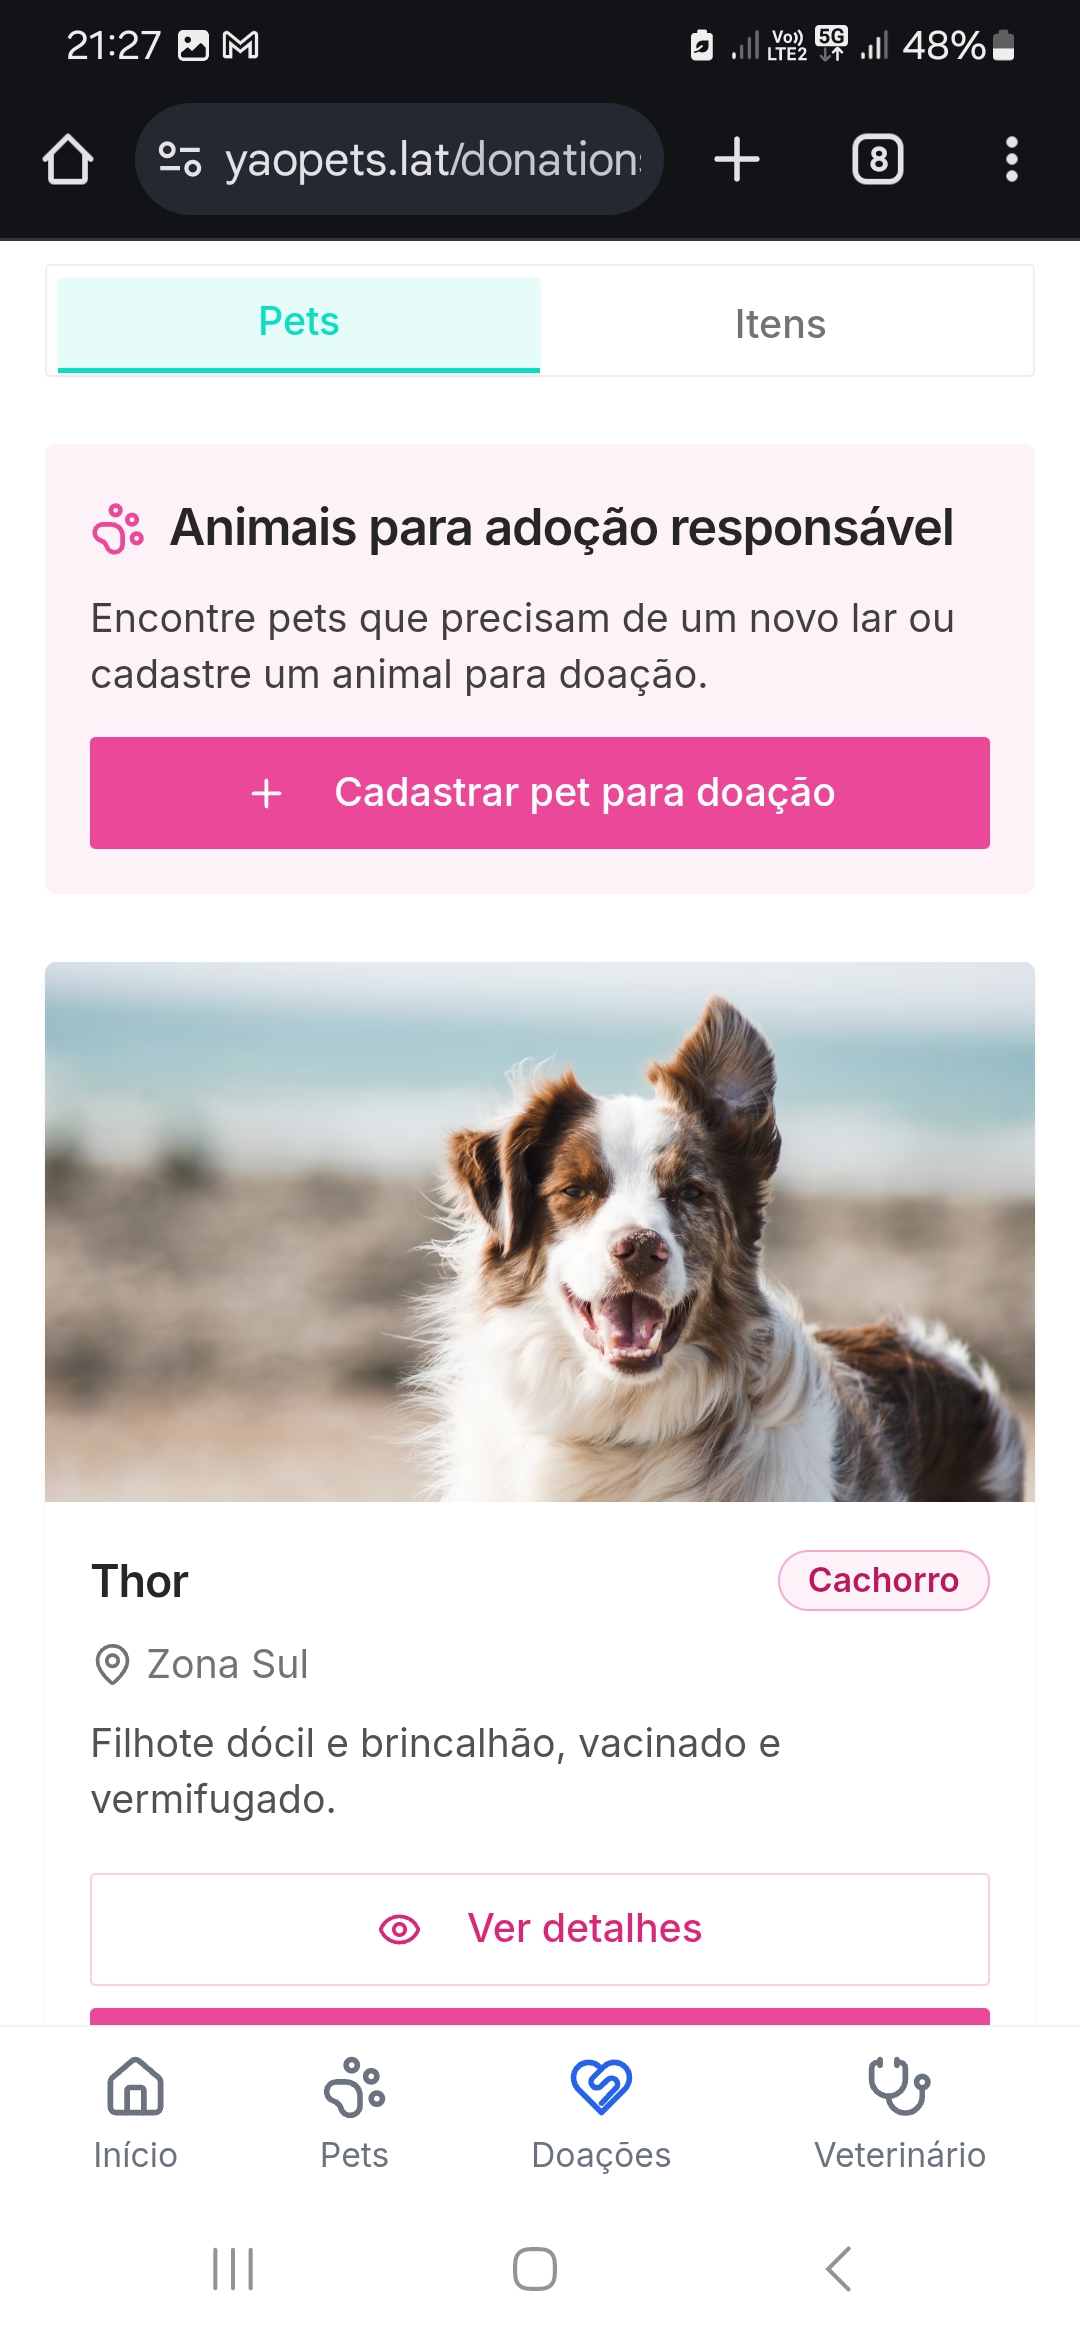 21:27
Vo)) LTE2 5G 48%
yaopets.lat/donation
8
Pets
Itens
Animais para adoção responsável
Encontre pets que precisam de um novo lar ou
cadastre um animal para doação.
+ Cadastrar pet para doação
Thor
Cachorro
Zona Sul
Filhote dócil e brincalhão, vacinado e
vermifugado.
Ver detalhes
Início
Pets
Doações
Veterinário